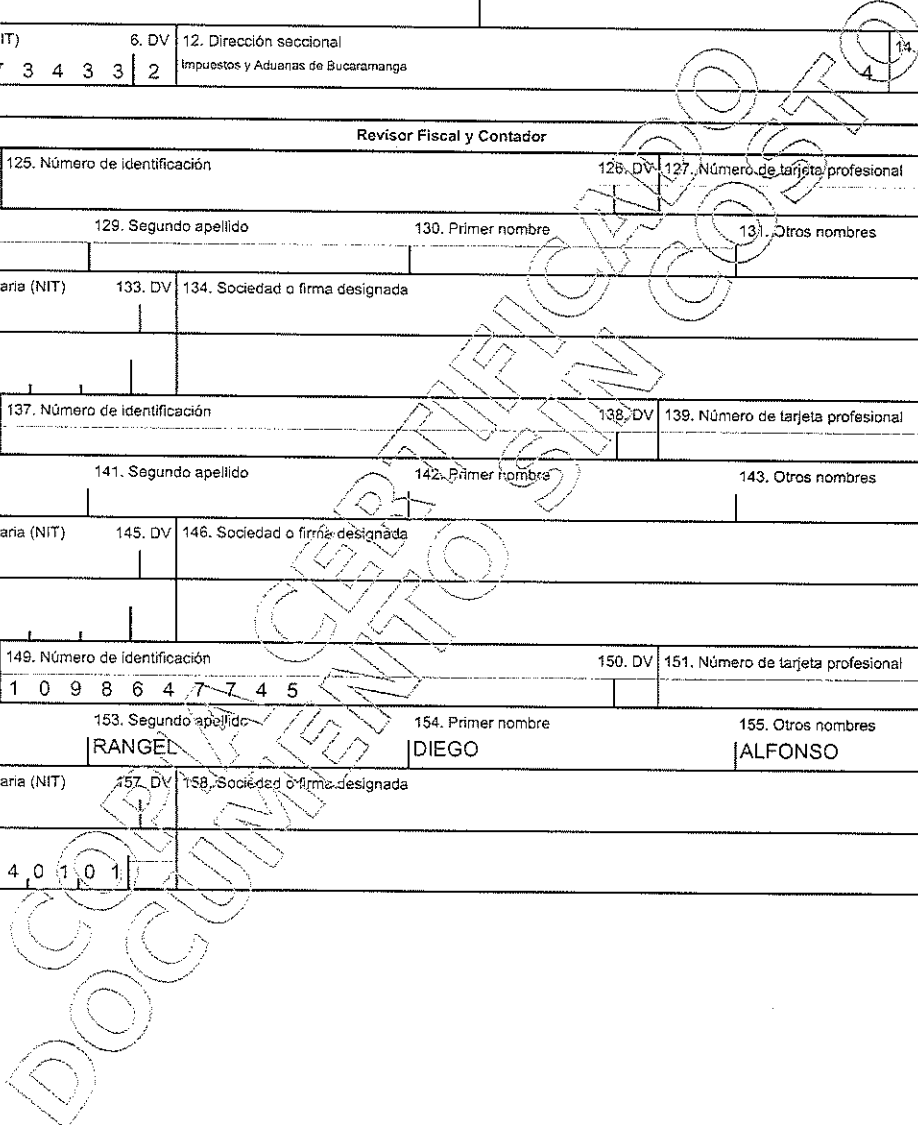 IT) 6. DV 12. Dirección seccional 14.
3 4 3 3 2 Impuestos y Aduanas de Bucaramanga 4
Revisor Fiscal y Contador
125. Número de identificación 126. DV 127. Número de tarjeta profesional
129. Segundo apellido 130. Primer nombre 131. Otros nombres
aria (NIT) 133. DV 134. Sociedad o firma designada
137. Número de identificación 138. DV 139. Número de tarjeta profesional
141. Segundo apellido 142. Primer nombre 143. Otros nombres
aria (NIT) 145. DV 146. Sociedad o firma designada
149. Número de identificación 150. DV 151. Número de tarjeta profesional
1 0 9 8 6 4 7 7 4 5
153. Segundo apellido 154. Primer nombre 155. Otros nombres
RANGEL DIEGO ALFONSO
aria (NIT) 157. DV 158. Sociedad o firma designada
4 0 1 0 1
COPIA CERTIFICADO
DOCUMENTO SIN COSTO